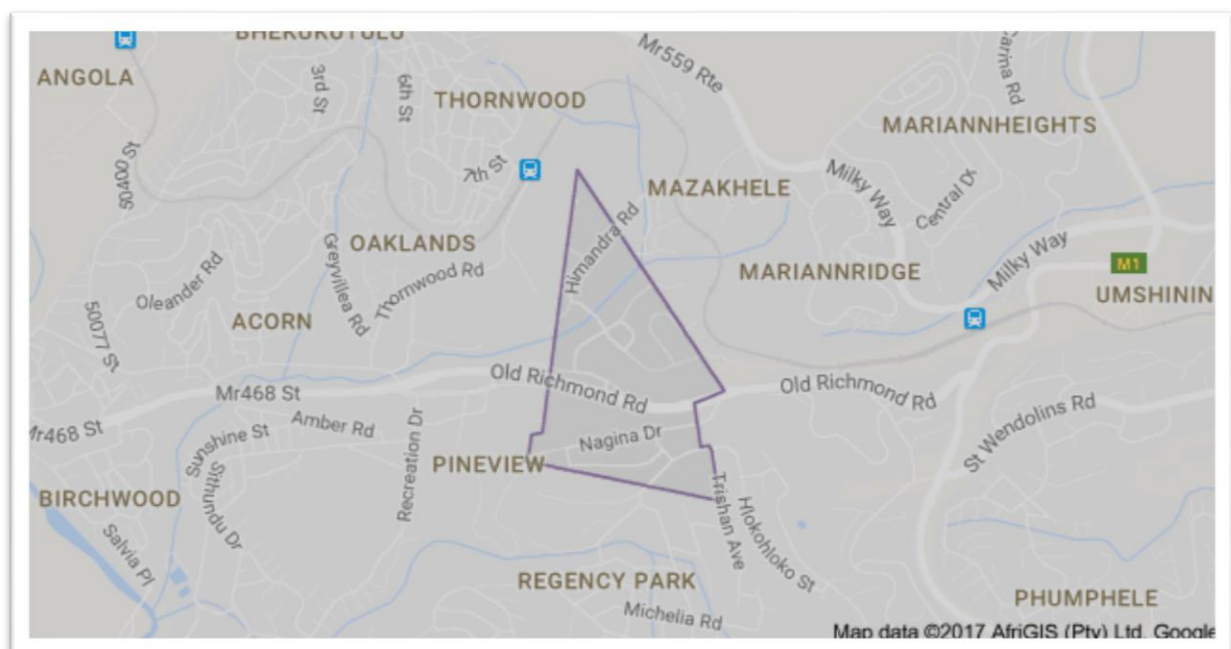 BHEKUKUTULU
ANGOLA
3rd St
6th St
THORNWOOD
Mr559 Rte
Marina Rd
MARIANNHEIGHTS
50400 St
7th St
MAZAKHELE
Milky Way
Central Dr
OAKLANDS
Himandra Rd
Oleander Rd
Greyvillea Rd
Thornwood Rd
MARIANNRIDGE
Milky Way
M1
UMSHININ
50077 St
ACORN
Old Richmond Rd
Old Richmond Rd
Mr468 St
Mr468 St
Amber Rd
Sunshine St
Recreation Dr
Nagina Dr
St Wendolins Rd
PINEVIEW
BIRCHWOOD
Sithundu Dr
Trishan Ave
Hlokohloko St
Salvia Pl
REGENCY PARK
Michelia Rd
PHUMPHELE
Map data ©2017 AfriGIS (Pty) Ltd, Google